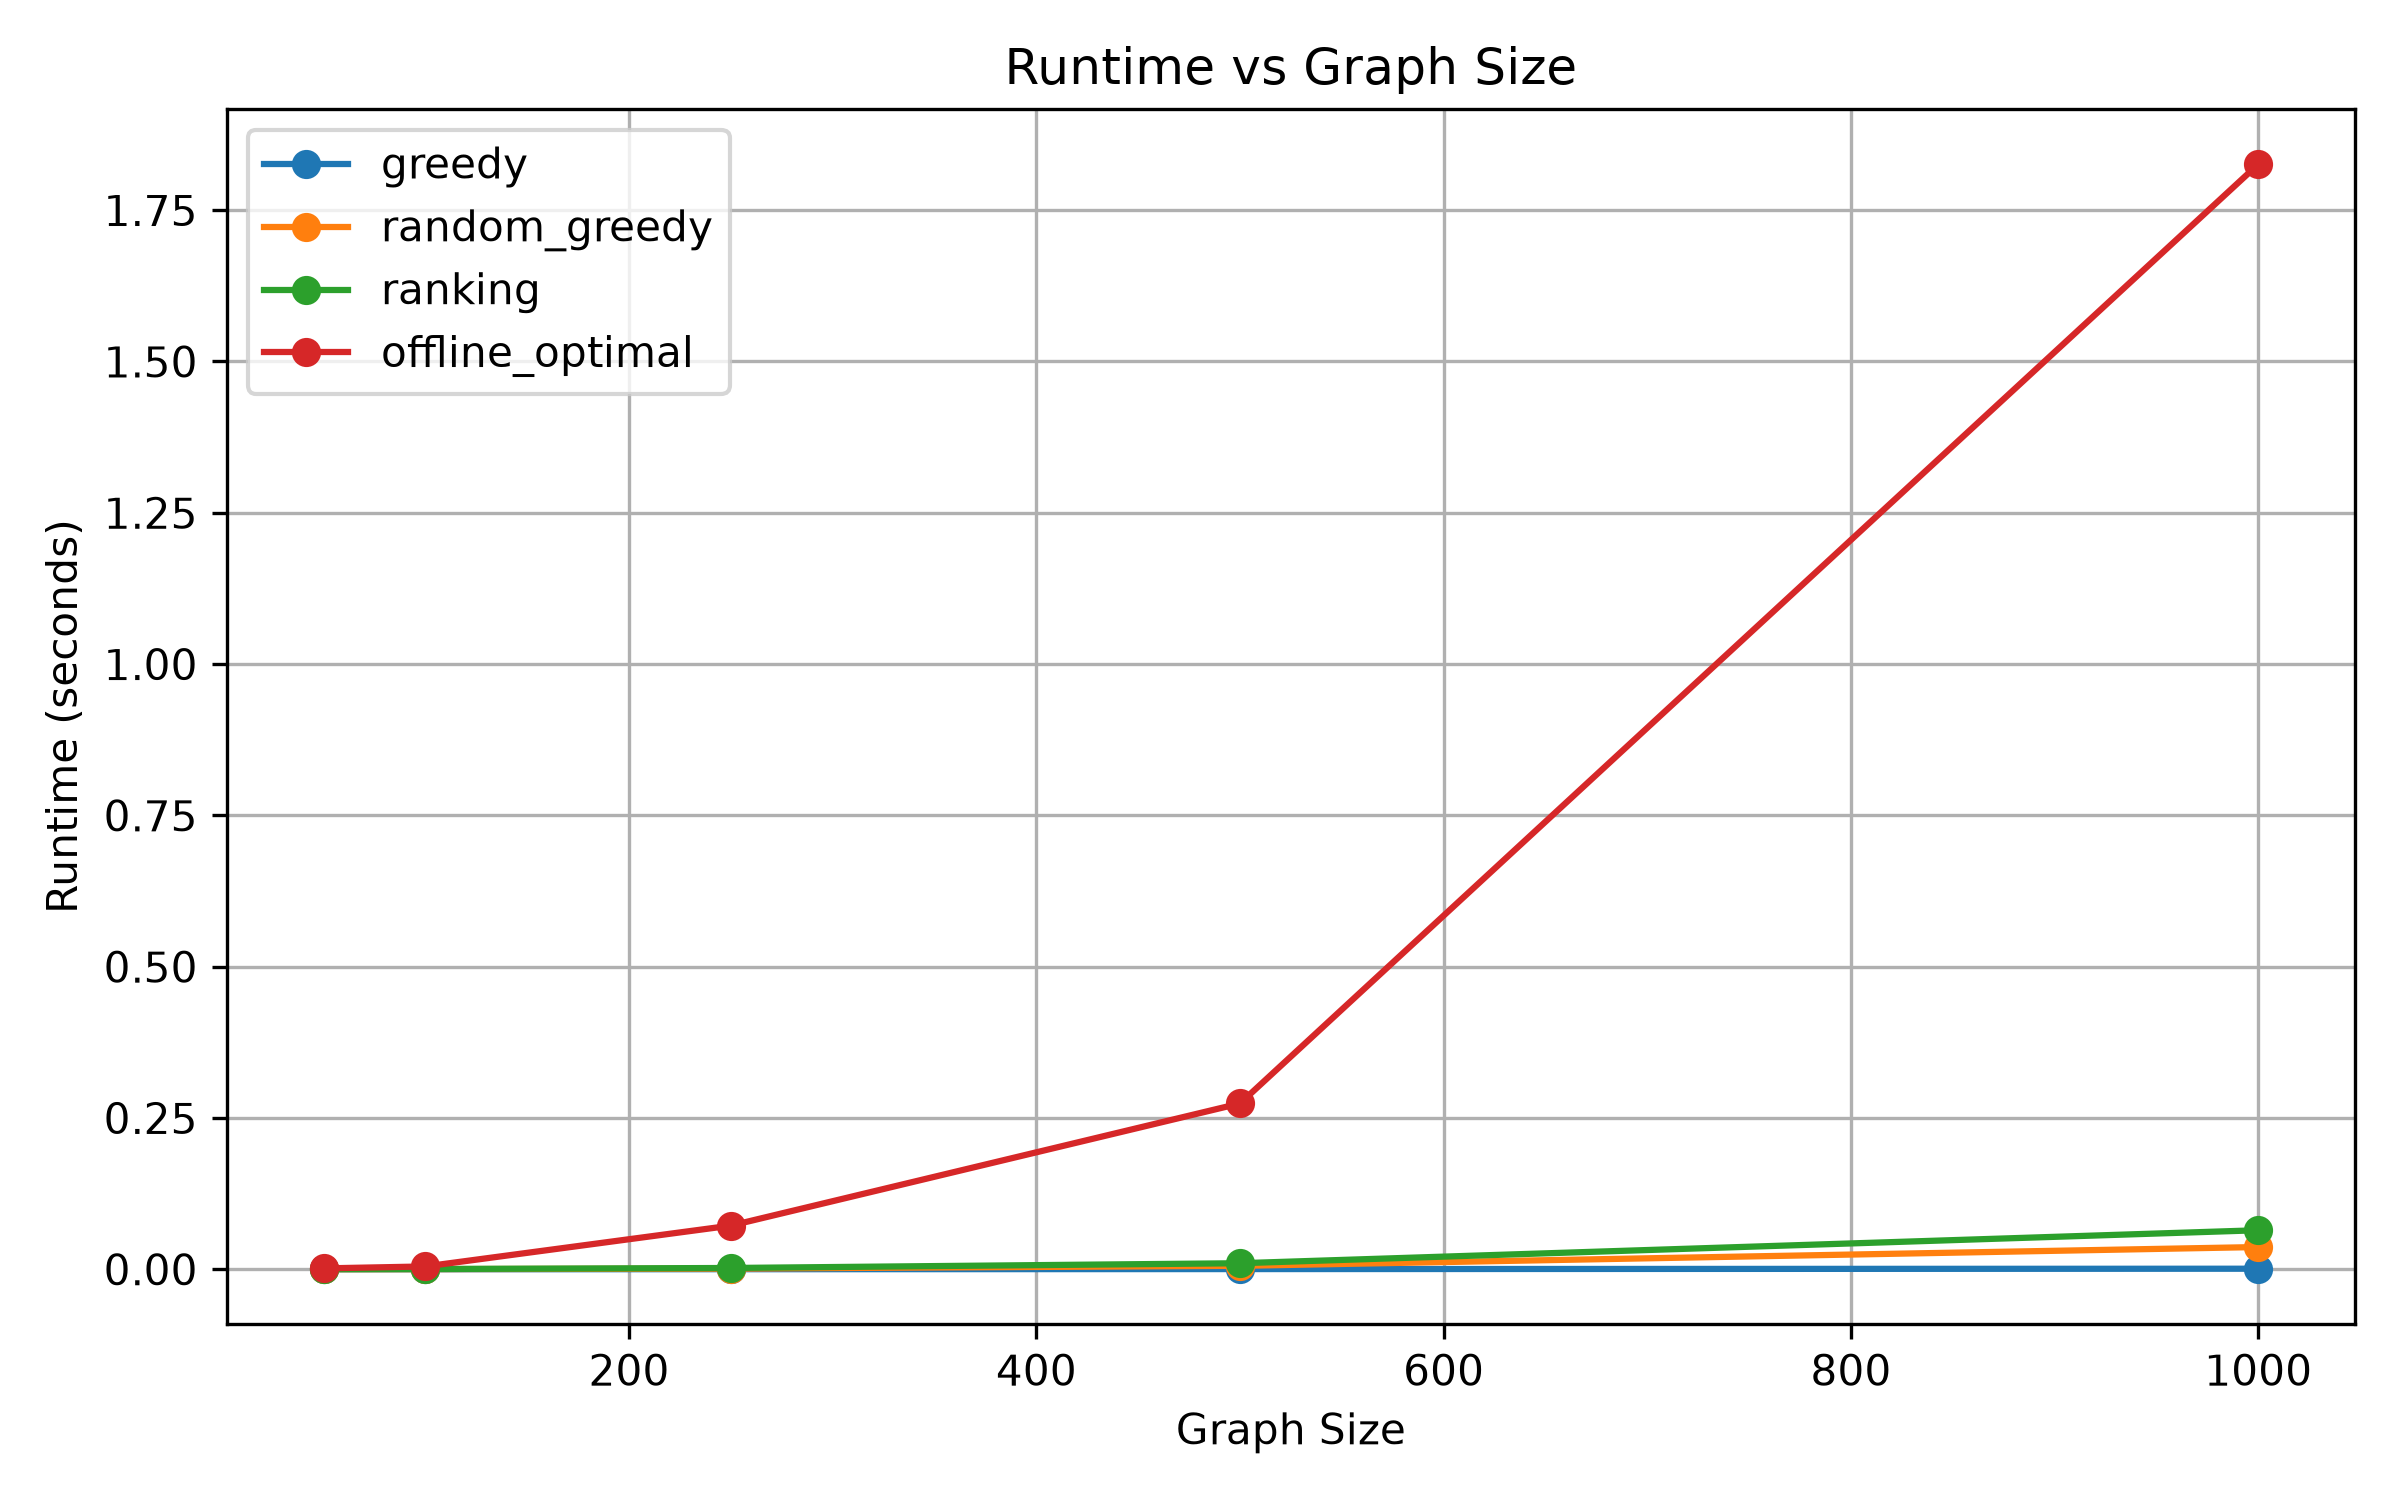 Runtime vs Graph Size
greedy
random_greedy
ranking
offline_optimal
1.75
1.50
1.25
1.00
0.75
0.50
0.25
0.00
Runtime (seconds)
200 400 600 800 1000
Graph Size